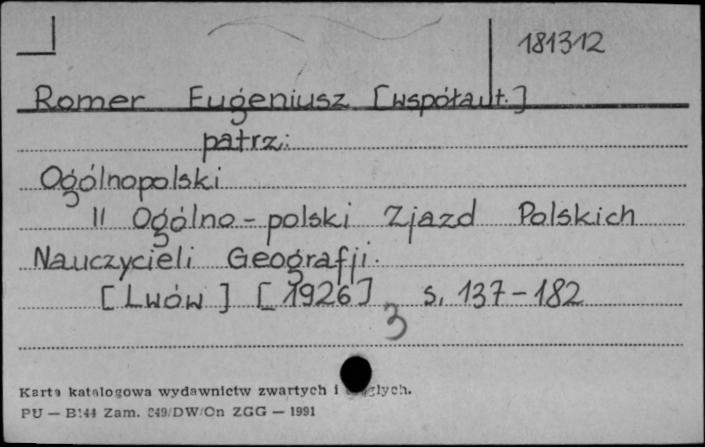 181312
Romer Eugeniusz [współaut.]
patrz:
Ogólnopolski
II Ogólno-polski Zjazd Polskich
Nauczycieli Geografji.
[Lwów] [1926] s. 137-182
3
Karta katalogowa wydawnictw zwartych i
PU — B144 Zam. 249/DW/On ZGG — 1991